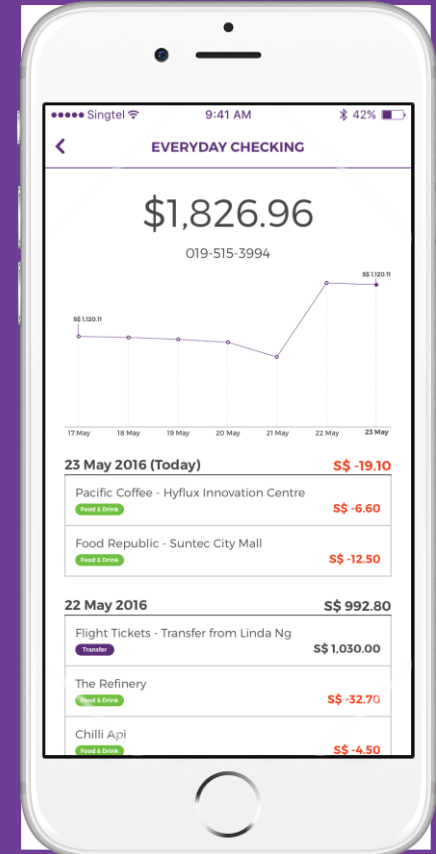 Singtel 9:41 AM 42%
EVERYDAY CHECKING
$1,826.96
019-515-3994
S$ 1,120.11
S$ 1,120.11
17 May 18 May 19 May 20 May 21 May 22 May 23 May
23 May 2016 (Today) S$ -19.10
Pacific Coffee - Hyflux Innovation Centre
Food & Drink S$ -6.60
Food Republic - Suntec City Mall
Food & Drink S$ -12.50
22 May 2016 S$ 992.80
Flight Tickets - Transfer from Linda Ng
Transfer S$ 1,030.00
The Refinery
Food & Drink S$ -32.70
Chilli Api
Food & Drink S$ -4.50